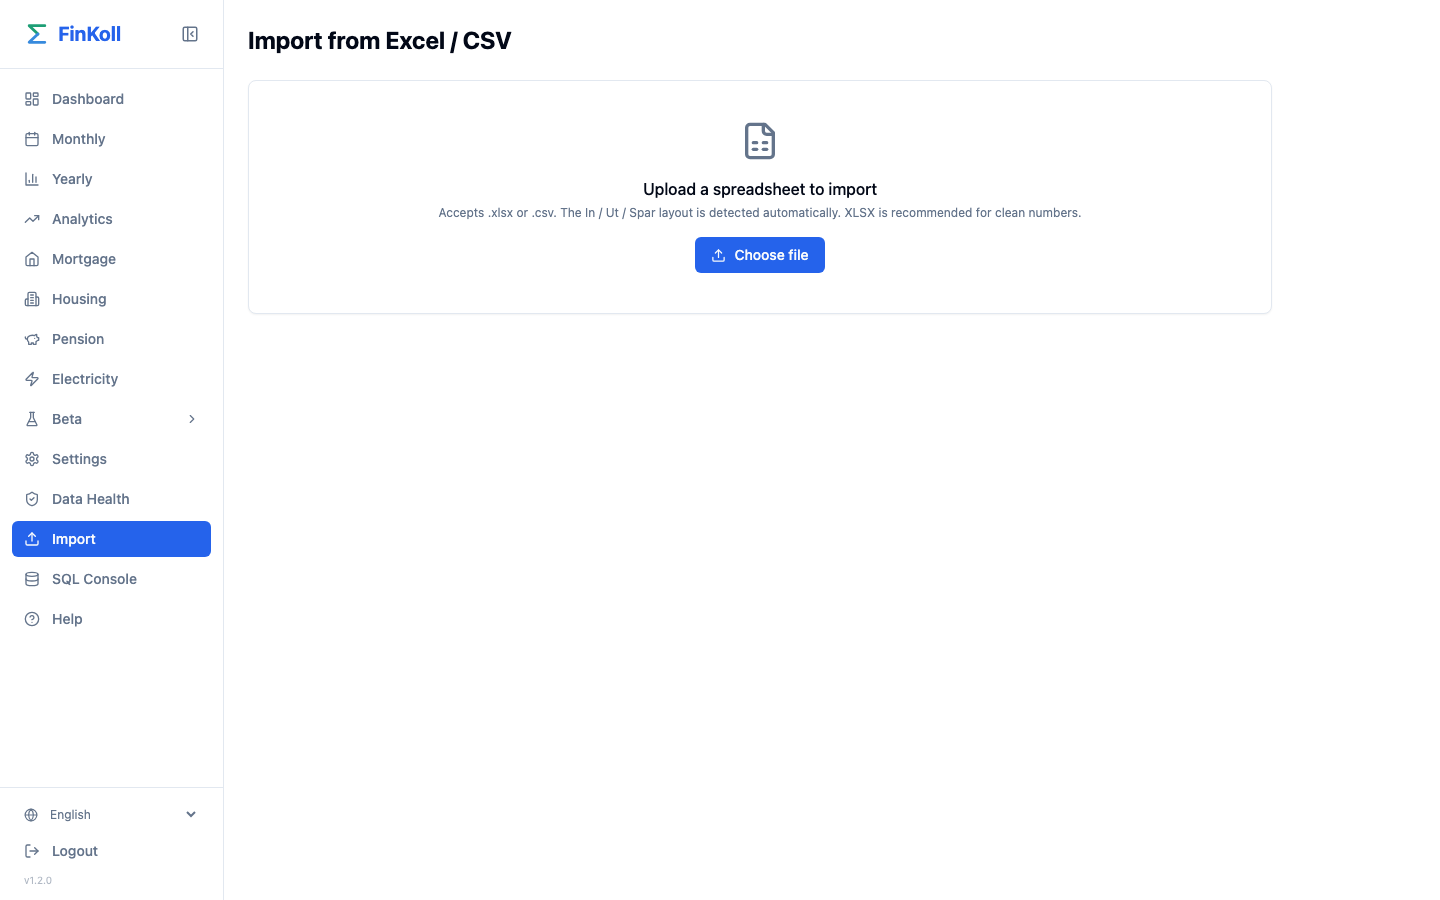 FinKoll
Dashboard
Monthly
Yearly
Analytics
Mortgage
Housing
Pension
Electricity
Beta
Settings
Data Health
Import
SQL Console
Help
English
Logout
v1.2.0
Import from Excel / CSV
Upload a spreadsheet to import
Accepts .xlsx or .csv. The In / Ut / Spar layout is detected automatically. XLSX is recommended for clean numbers.
Choose file